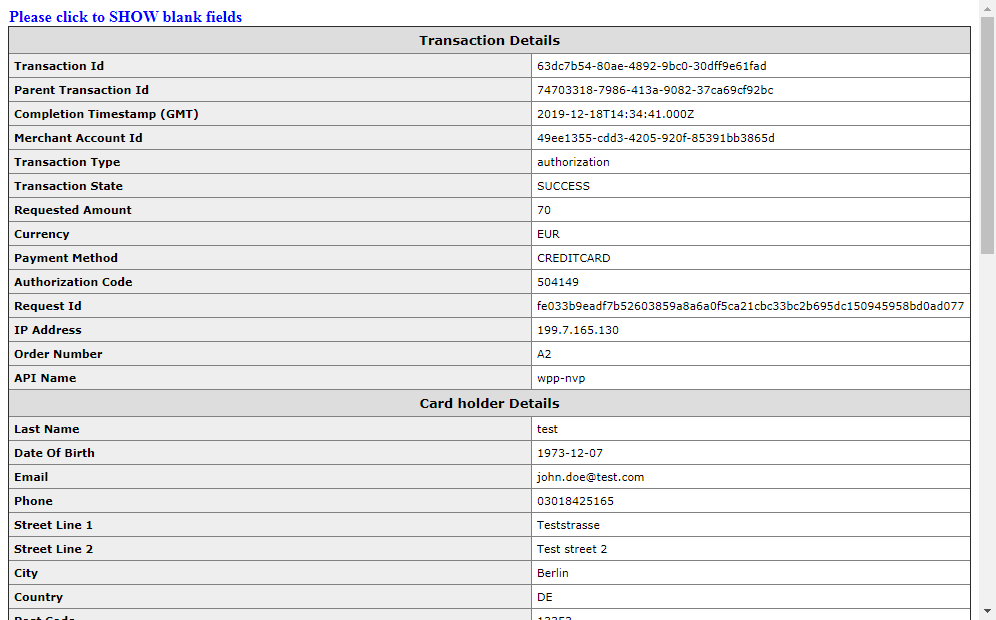 Please click to SHOW blank fields
Transaction Details
Transaction Id 63dc7b54-80ae-4892-9bc0-30dff9e61fad
Parent Transaction Id 74703318-7986-413a-9082-37ca69cf92bc
Completion Timestamp (GMT) 2019-12-18T14:34:41.000Z
Merchant Account Id 49ee1355-cdd3-4205-920f-85391bb3865d
Transaction Type authorization
Transaction State SUCCESS
Requested Amount 70
Currency EUR
Payment Method CREDITCARD
Authorization Code 504149
Request Id fe033b9eadf7b52603859a8a6a0f5ca21cbc33bc2b695dc150945958bd0ad077
IP Address 199.7.165.130
Order Number A2
API Name wpp-nvp
Card holder Details
Last Name test
Date Of Birth 1973-12-07
Email john.doe@test.com
Phone 03018425165
Street Line 1 Teststrasse
Street Line 2 Test street 2
City Berlin
Country DE